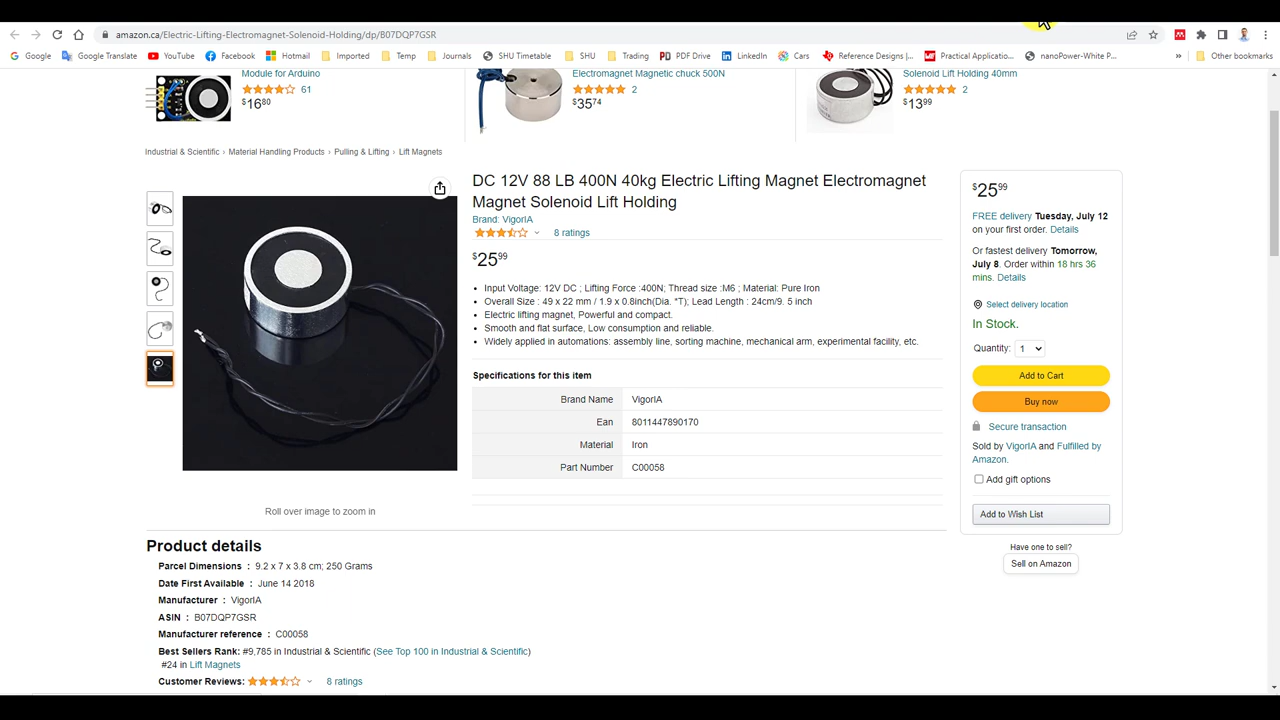 amazon.ca/Electric-Lifting-Electromagnet-Solenoid-Holding/dp/B07DQP7GSR
Google
Google Translate
YouTube
Facebook
Hotmail
Imported
Temp
Journals
SHU Timetable
SHU
Trading
PDF Drive
LinkedIn
Caas
Reference Designs |...
Practical Applicatio...
nanoPower-White P...
»
Other bookmarks
Module for Arduino
61
$16.80
Electromagnet Magnetic chuck 500N
2
$35.74
Solenoid Lift Holding 40mm
2
$13.99
Industrial & Scientific › Material Handling Products › Pulling & Lifting › Lift Magnets
DC 12V 88 LB 400N 40kg Electric Lifting Magnet Electromagnet
Magnet Solenoid Lift Holding
Brand: VigorIA
8 ratings
$25.99
• Input Voltage: 12V DC ; Lifting Force :400N; Thread size :M6 ; Material: Pure Iron
• Overall Size : 49 x 22 mm / 1.9 x 0.8inch(Dia. *T); Lead Length : 24cm/9. 5 inch
• Electric lifting magnet, Powerful and compact.
• Smooth and flat surface, Low consumption and reliable.
• Widely applied in automations: assembly line, sorting machine, mechanical arm, experimental facility, etc.
Specifications for this item
Brand Name VigorIA
Ean 8011447890170
Material Iron
Part Number C00058
Roll over image to zoom in
$25.99
FREE delivery Tuesday, July 12
on your first order. Details
Or fastest delivery Tomorrow,
July 8. Order within 18 hrs 36
mins. Details
Select delivery location
In Stock.
Quantity: 1
Add to Cart
Buy now
Secure transaction
Sold by VigorIA and Fulfilled by
Amazon.
Add gift options
Add to Wish List
Have one to sell?
Sell on Amazon
Product details
Parcel Dimensions : 9.2 x 7 x 3.8 cm; 250 Grams
Date First Available : June 14 2018
Manufacturer : VigorIA
ASIN : B07DQP7GSR
Manufacturer reference : C00058
Best Sellers Rank: #9,785 in Industrial & Scientific (See Top 100 in Industrial & Scientific)
#24 in Lift Magnets
Customer Reviews: 8 ratings